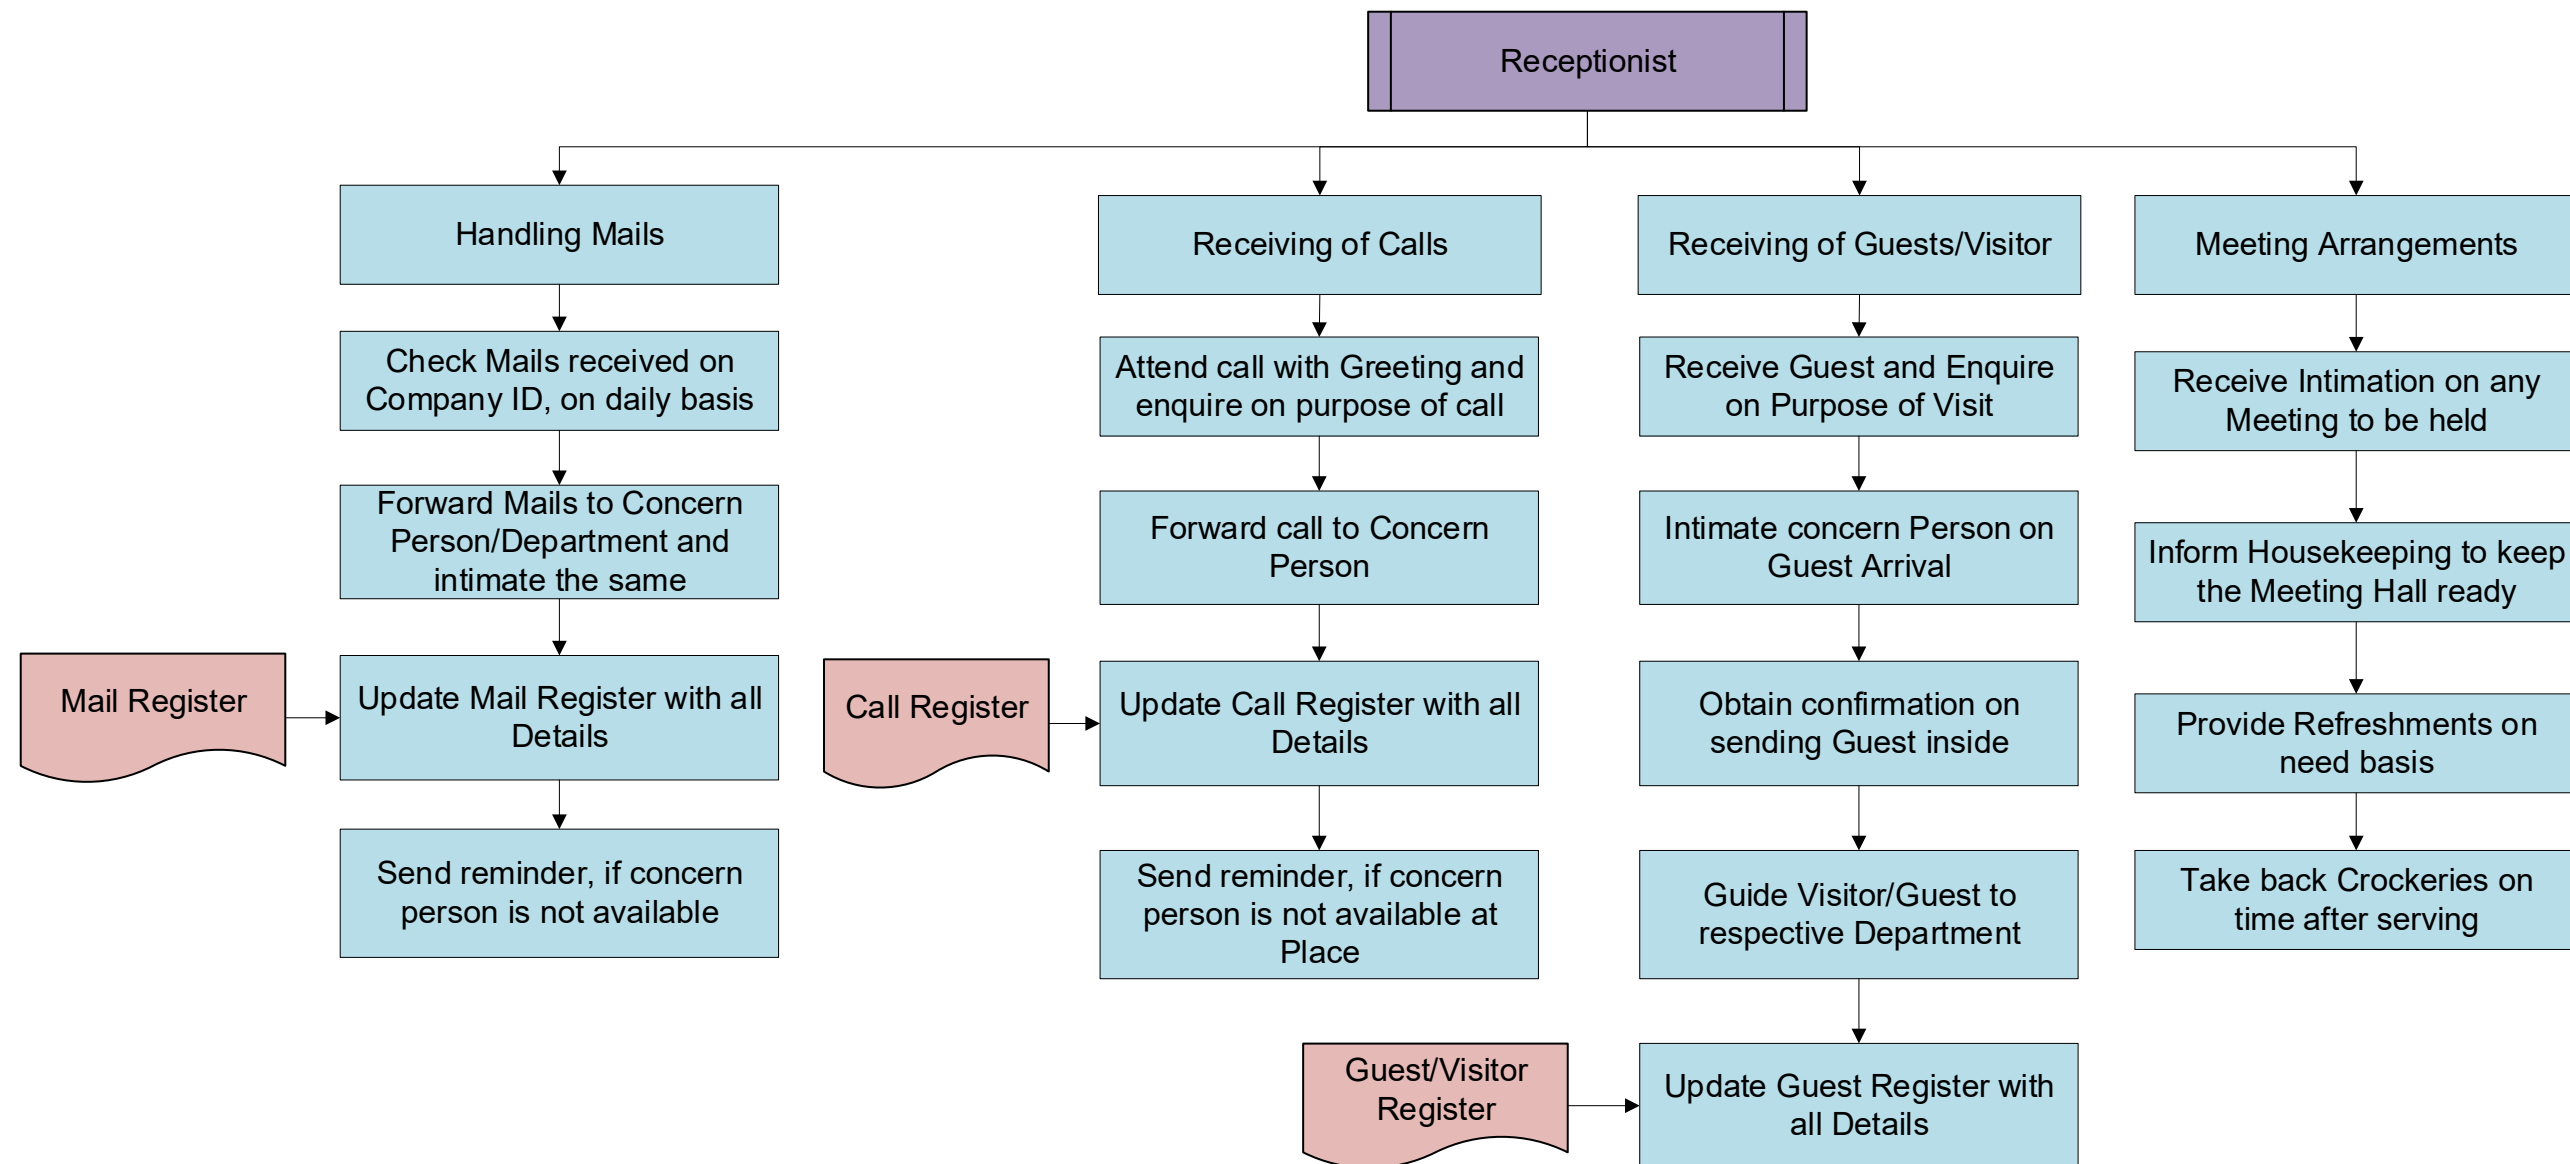 Receptionist
Handling Mails
Check Mails received on
Company ID, on daily basis
Forward Mails to Concern
Person/Department and
intimate the same
Mail Register
Update Mail Register with all
Details
Send reminder, if concern
person is not available
Receiving of Calls
Attend call with Greeting and
enquire on purpose of call
Forward call to Concern
Person
Call Register
Update Call Register with all
Details
Send reminder, if concern
person is not available at
Place
Receiving of Guests/Visitor
Receive Guest and Enquire
on Purpose of Visit
Intimate concern Person on
Guest Arrival
Obtain confirmation on
sending Guest inside
Guide Visitor/Guest to
respective Department
Guest/Visitor
Register
Update Guest Register with
all Details
Meeting Arrangements
Receive Intimation on any
Meeting to be held
Inform Housekeeping to keep
the Meeting Hall ready
Provide Refreshments on
need basis
Take back Crockeries on
time after serving